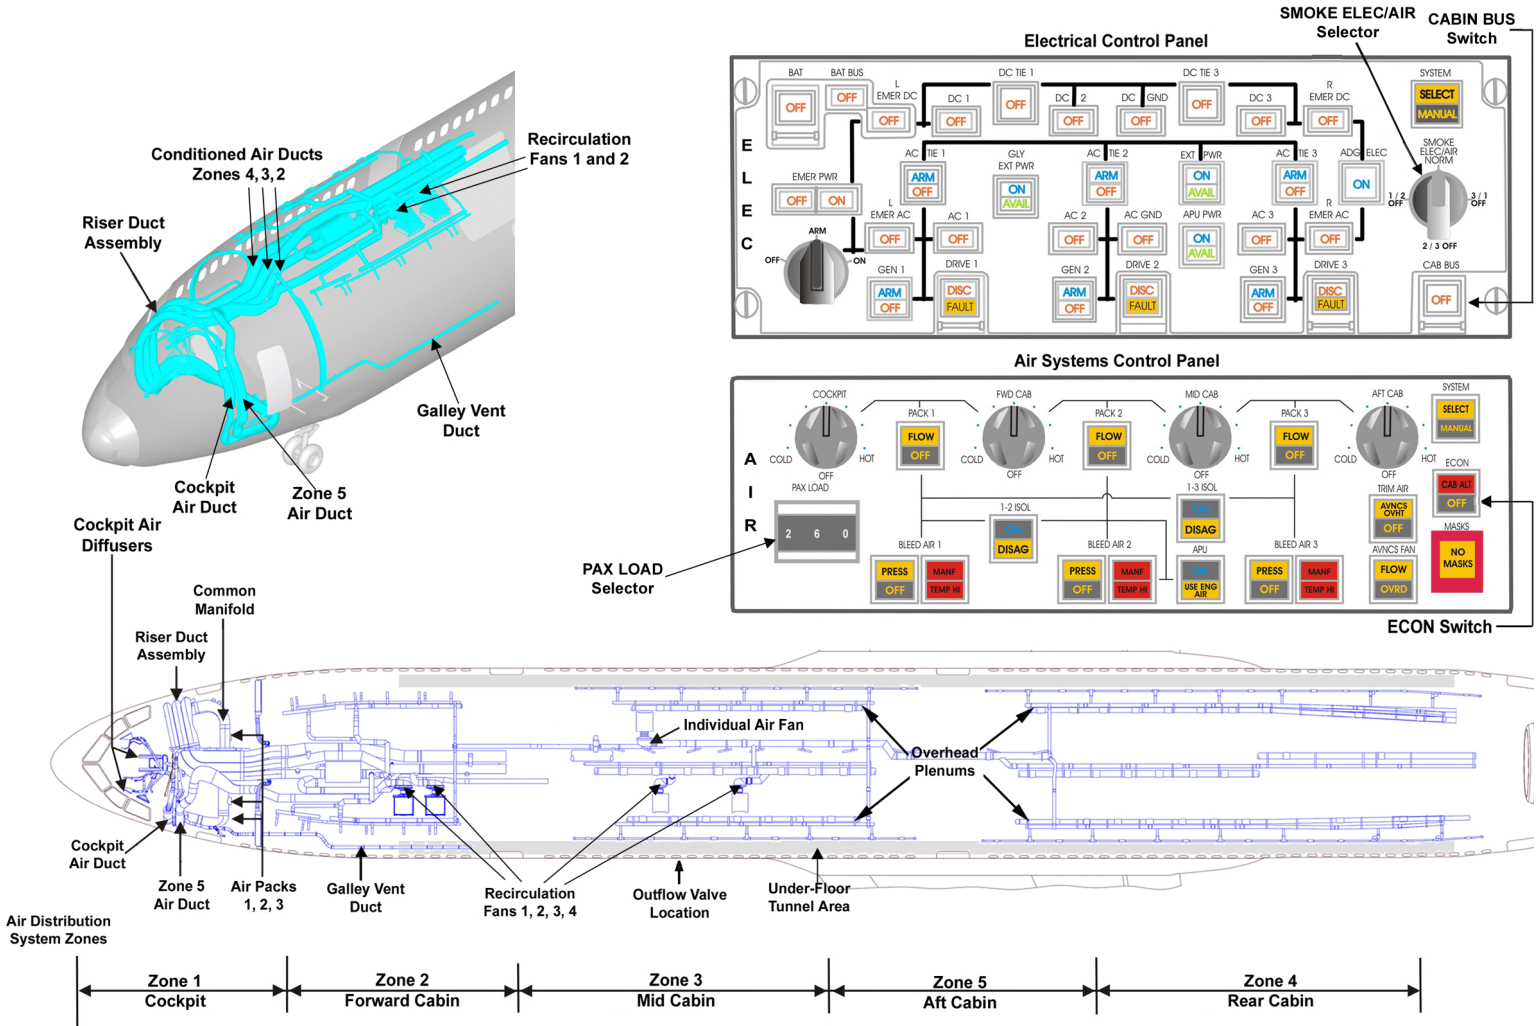 SMOKE ELEC/AIR
Selector
CABIN BUS
Switch
Electrical Control Panel
Recirculation
Fans 1 and 2
Conditioned Air Ducts
Zones 4, 3, 2
Riser Duct
Assembly
Galley Vent
Duct
Cockpit
Air Duct
Zone 5
Air Duct
ELEC
BAT
OFF
BAT BUS
OFF
L
EMER DC
OFF
DC 1
OFF
DC TIE 1
OFF
DC 2
OFF
DC GND
OFF
DC TIE 3
OFF
DC 3
OFF
R
EMER DC
OFF
SYSTEM
SELECT
MANUAL
EMER PWR
OFF ON
AC TIE 1
ARM
OFF
GLY
EXT PWR
ON
AVAIL
AC TIE 2
ARM
OFF
EXT PWR
ON
AVAIL
AC TIE 3
ARM
OFF
ADG ELEC
ON
SMOKE
ELEC/AIR
NORM
1 / 2
OFF
3 / 1
OFF
2 / 3 OFF
ARM
OFF
ON
L
EMER AC
OFF
AC 1
OFF
AC 2
OFF
AC GND
OFF
APU PWR
ON
AVAIL
AC 3
OFF
R
EMER AC
OFF
GEN 1
ARM
OFF
DRIVE 1
DISC
FAULT
GEN 2
ARM
OFF
DRIVE 2
DISC
FAULT
GEN 3
ARM
OFF
DRIVE 3
DISC
FAULT
CAB BUS
OFF
Air Systems Control Panel
AIR
COCKPIT
COLD HOT
OFF
PACK 1
FLOW
OFF
FWD CAB
COLD HOT
OFF
PACK 2
FLOW
OFF
MID CAB
COLD HOT
OFF
PACK 3
FLOW
OFF
AFT CAB
COLD HOT
OFF
SYSTEM
SELECT
MANUAL
ECON
CAB ALT
OFF
PAX LOAD
2 6 0
1-2 ISOL
ON
DISAG
1-3 ISOL
ON
DISAG
TRIM AIR
AVNCS
OVHT
OFF
MASKS
NO
MASKS
BLEED AIR 1
PRESS
OFF
MANF
TEMP HI
BLEED AIR 2
PRESS
OFF
MANF
TEMP HI
APU
ON
USE ENG
AIR
BLEED AIR 3
PRESS
OFF
MANF
TEMP HI
AVNCS FAN
FLOW
OVRD
PAX LOAD
Selector
ECON Switch
Cockpit Air
Diffusers
Common
Manifold
Riser Duct
Assembly
Individual Air Fan
Overhead
Plenums
Cockpit
Air Duct
Zone 5
Air Duct
Air Packs
1, 2, 3
Galley Vent
Duct
Recirculation
Fans 1, 2, 3, 4
Outflow Valve
Location
Under-Floor
Tunnel Area
Air Distribution
System Zones
Zone 1
Cockpit
Zone 2
Forward Cabin
Zone 3
Mid Cabin
Zone 5
Aft Cabin
Zone 4
Rear Cabin